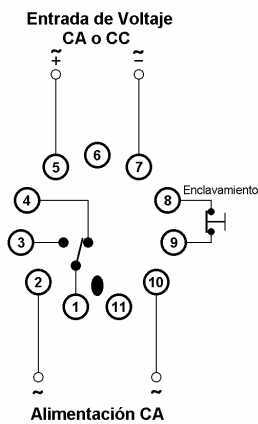 Entrada de Voltaje
CA o CC
~ ~
+ −
5 6 7
4 8 Enclavamiento
3 9
2 10
1 11
~ ~
Alimentación CA